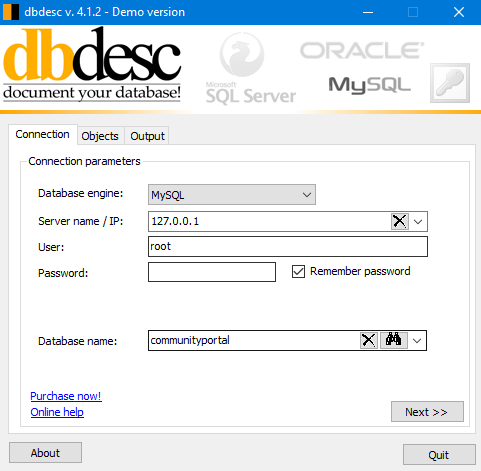 dbdesc v. 4.1.2 - Demo version
dbdesc
document your database!
Microsoft
SQL Server
ORACLE
MySQL
Connection
Objects
Output
Connection parameters
Database engine:
MySQL
Server name / IP:
127.0.0.1
User:
root
Password:
Remember password
Database name:
communityportal
Purchase now!
Online help
Next >>
About
Quit